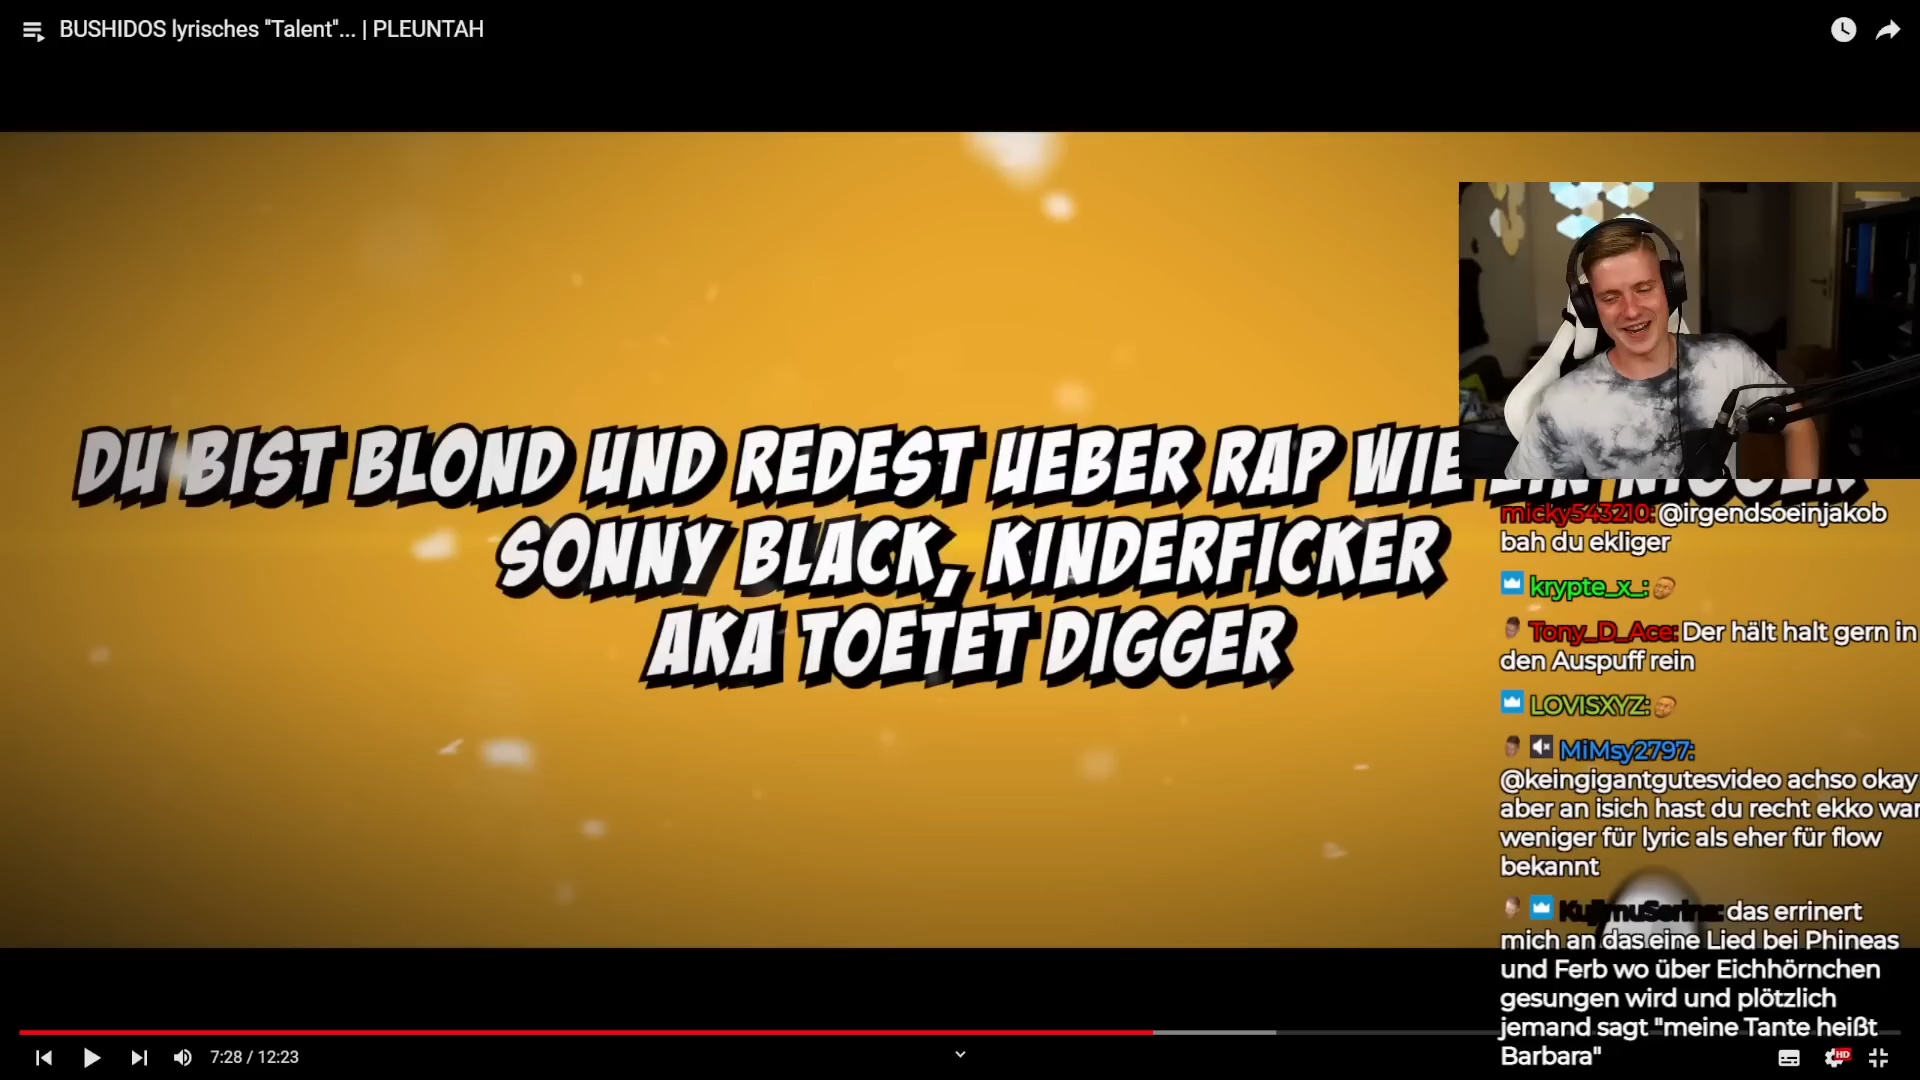 BUSHIDOS lyrisches "Talent"... | PLEUNTAH
DU BIST BLOND UND REDEST UEBER RAP WIE
SONNY BLACK, KINDERFICKER
AKA TOETET DIGGER
micky543210: @irgendsoeinjakob
bah du ekliger
krypte_x_:
Tony_D_Ace: Der hält halt gern in
den Auspuff rein
LOVISXYZ:
MiMsy2797:
@keingigantgutesvideo achso okay
aber an isich hast du recht ekko war
weniger für lyric als eher für flow
bekannt
das errinert
mich an das eine Lied bei Phineas
und Ferb wo über Eichhörnchen
gesungen wird und plötzlich
jemand sagt "meine Tante heißt
Barbara"
7:28 / 12:23
HD